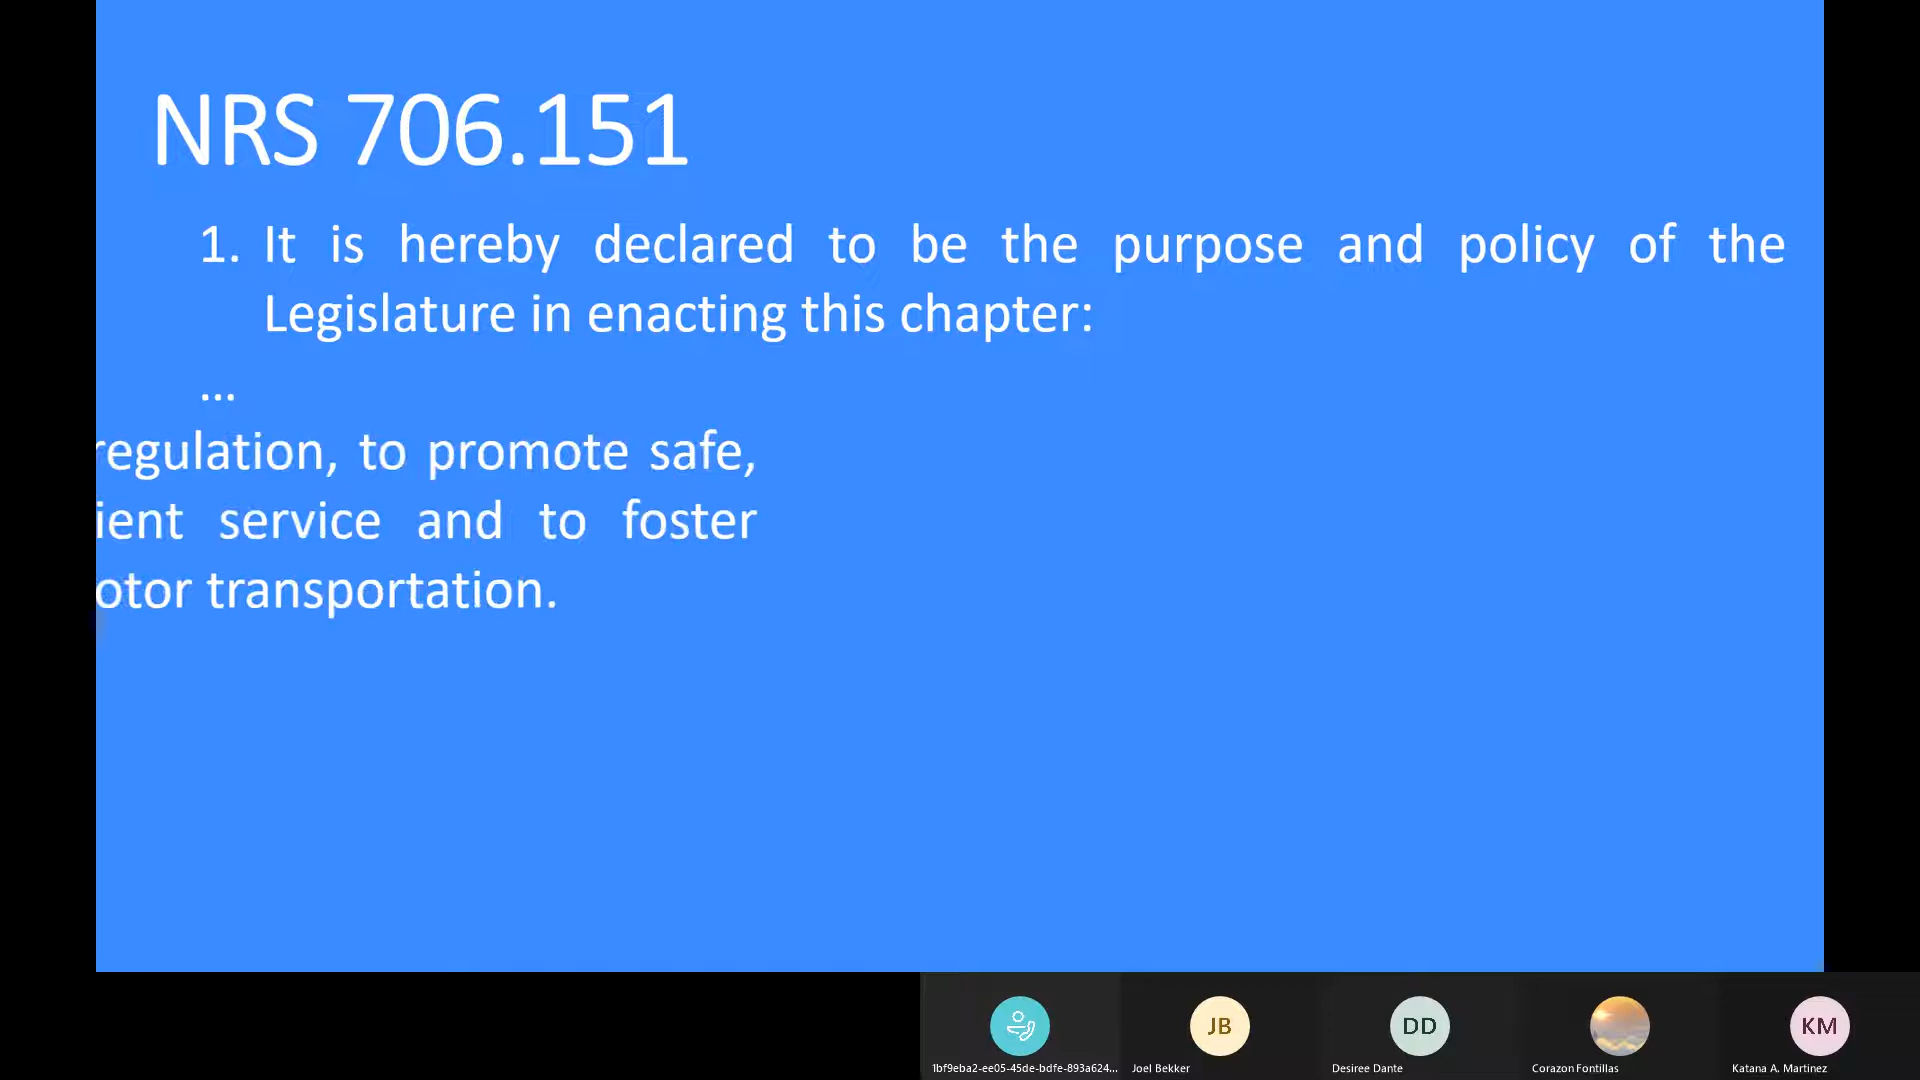 NRS 706.151
1. It is hereby declared to be the purpose and policy of the
Legislature in enacting this chapter:
...
regulation, to promote safe,
ient service and to foster
otor transportation.
JB
DD
KM
1bf9eba2-ee05-45de-bdfe-893a624...
Joel Bekker
Desiree Dante
Corazon Fontillas
Katana A. Martinez